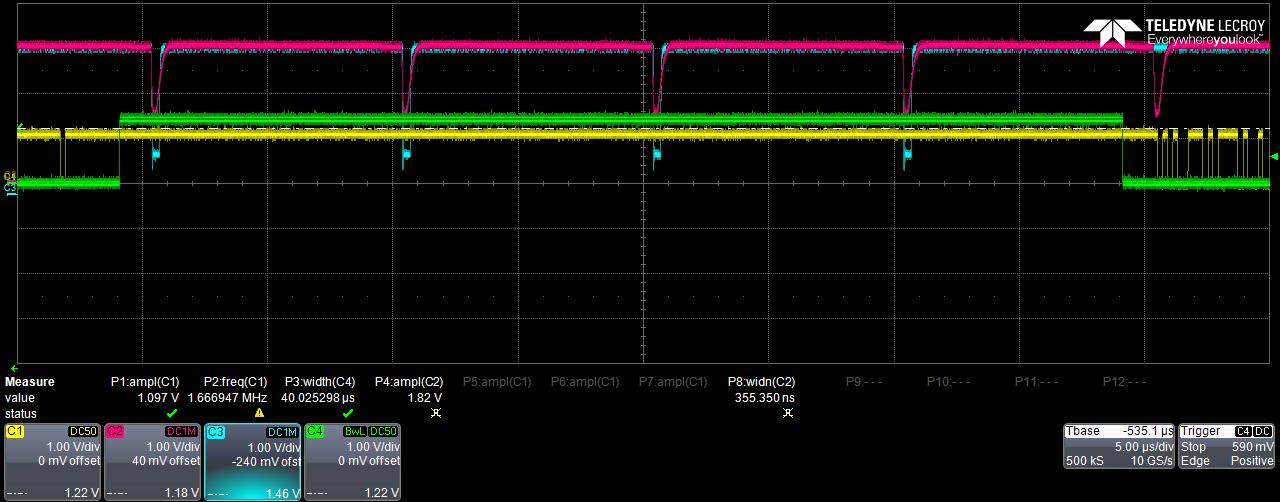 TELEDYNE LECROY
Everywhereyoulook™
C3
Measure P1:ampl(C1) P2:freq(C1) P3:width(C4) P4:ampl(C2) P5:ampl(C1) P6:ampl(C1) P7:ampl(C1) P8:widn(C2) P9:--- P10:--- P11:--- P12:---
value 1.097 V 1.666947 MHz 40.025298 µs 1.82 V 355.350 ns
status
C1 DC50
1.00 V/div
0 mV offset
1.22 V
C2 DC1M
1.00 V/div
40 mV offset
1.18 V
C3 DC1M
1.00 V/div
-240 mV ofst
1.46 V
C4 BwL DC50
1.00 V/div
0 mV offset
1.22 V
Tbase -535.1 µs
5.00 µs/div
500 kS 10 GS/s
Trigger C4 DC
Stop 590 mV
Edge Positive